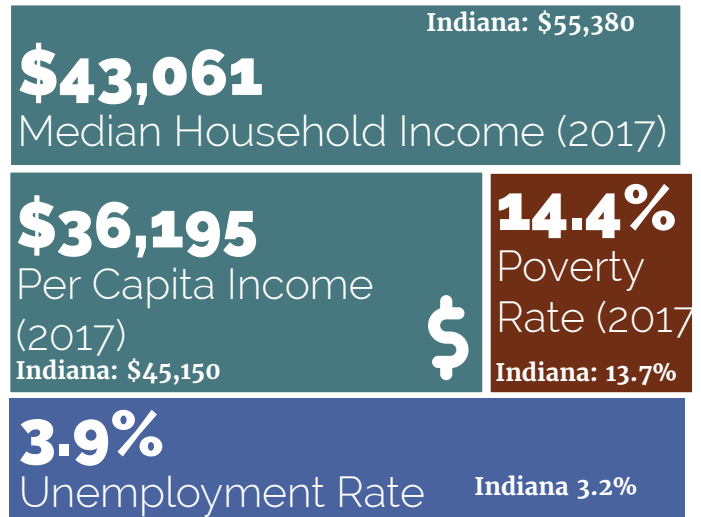 Indiana: $55,380
$43,061
Median Household Income (2017)
$36,195
Per Capita Income
(2017)
Indiana: $45,150
$
14.4%
Poverty
Rate (2017
Indiana: 13.7%
3.9%
Unemployment Rate
Indiana 3.2%